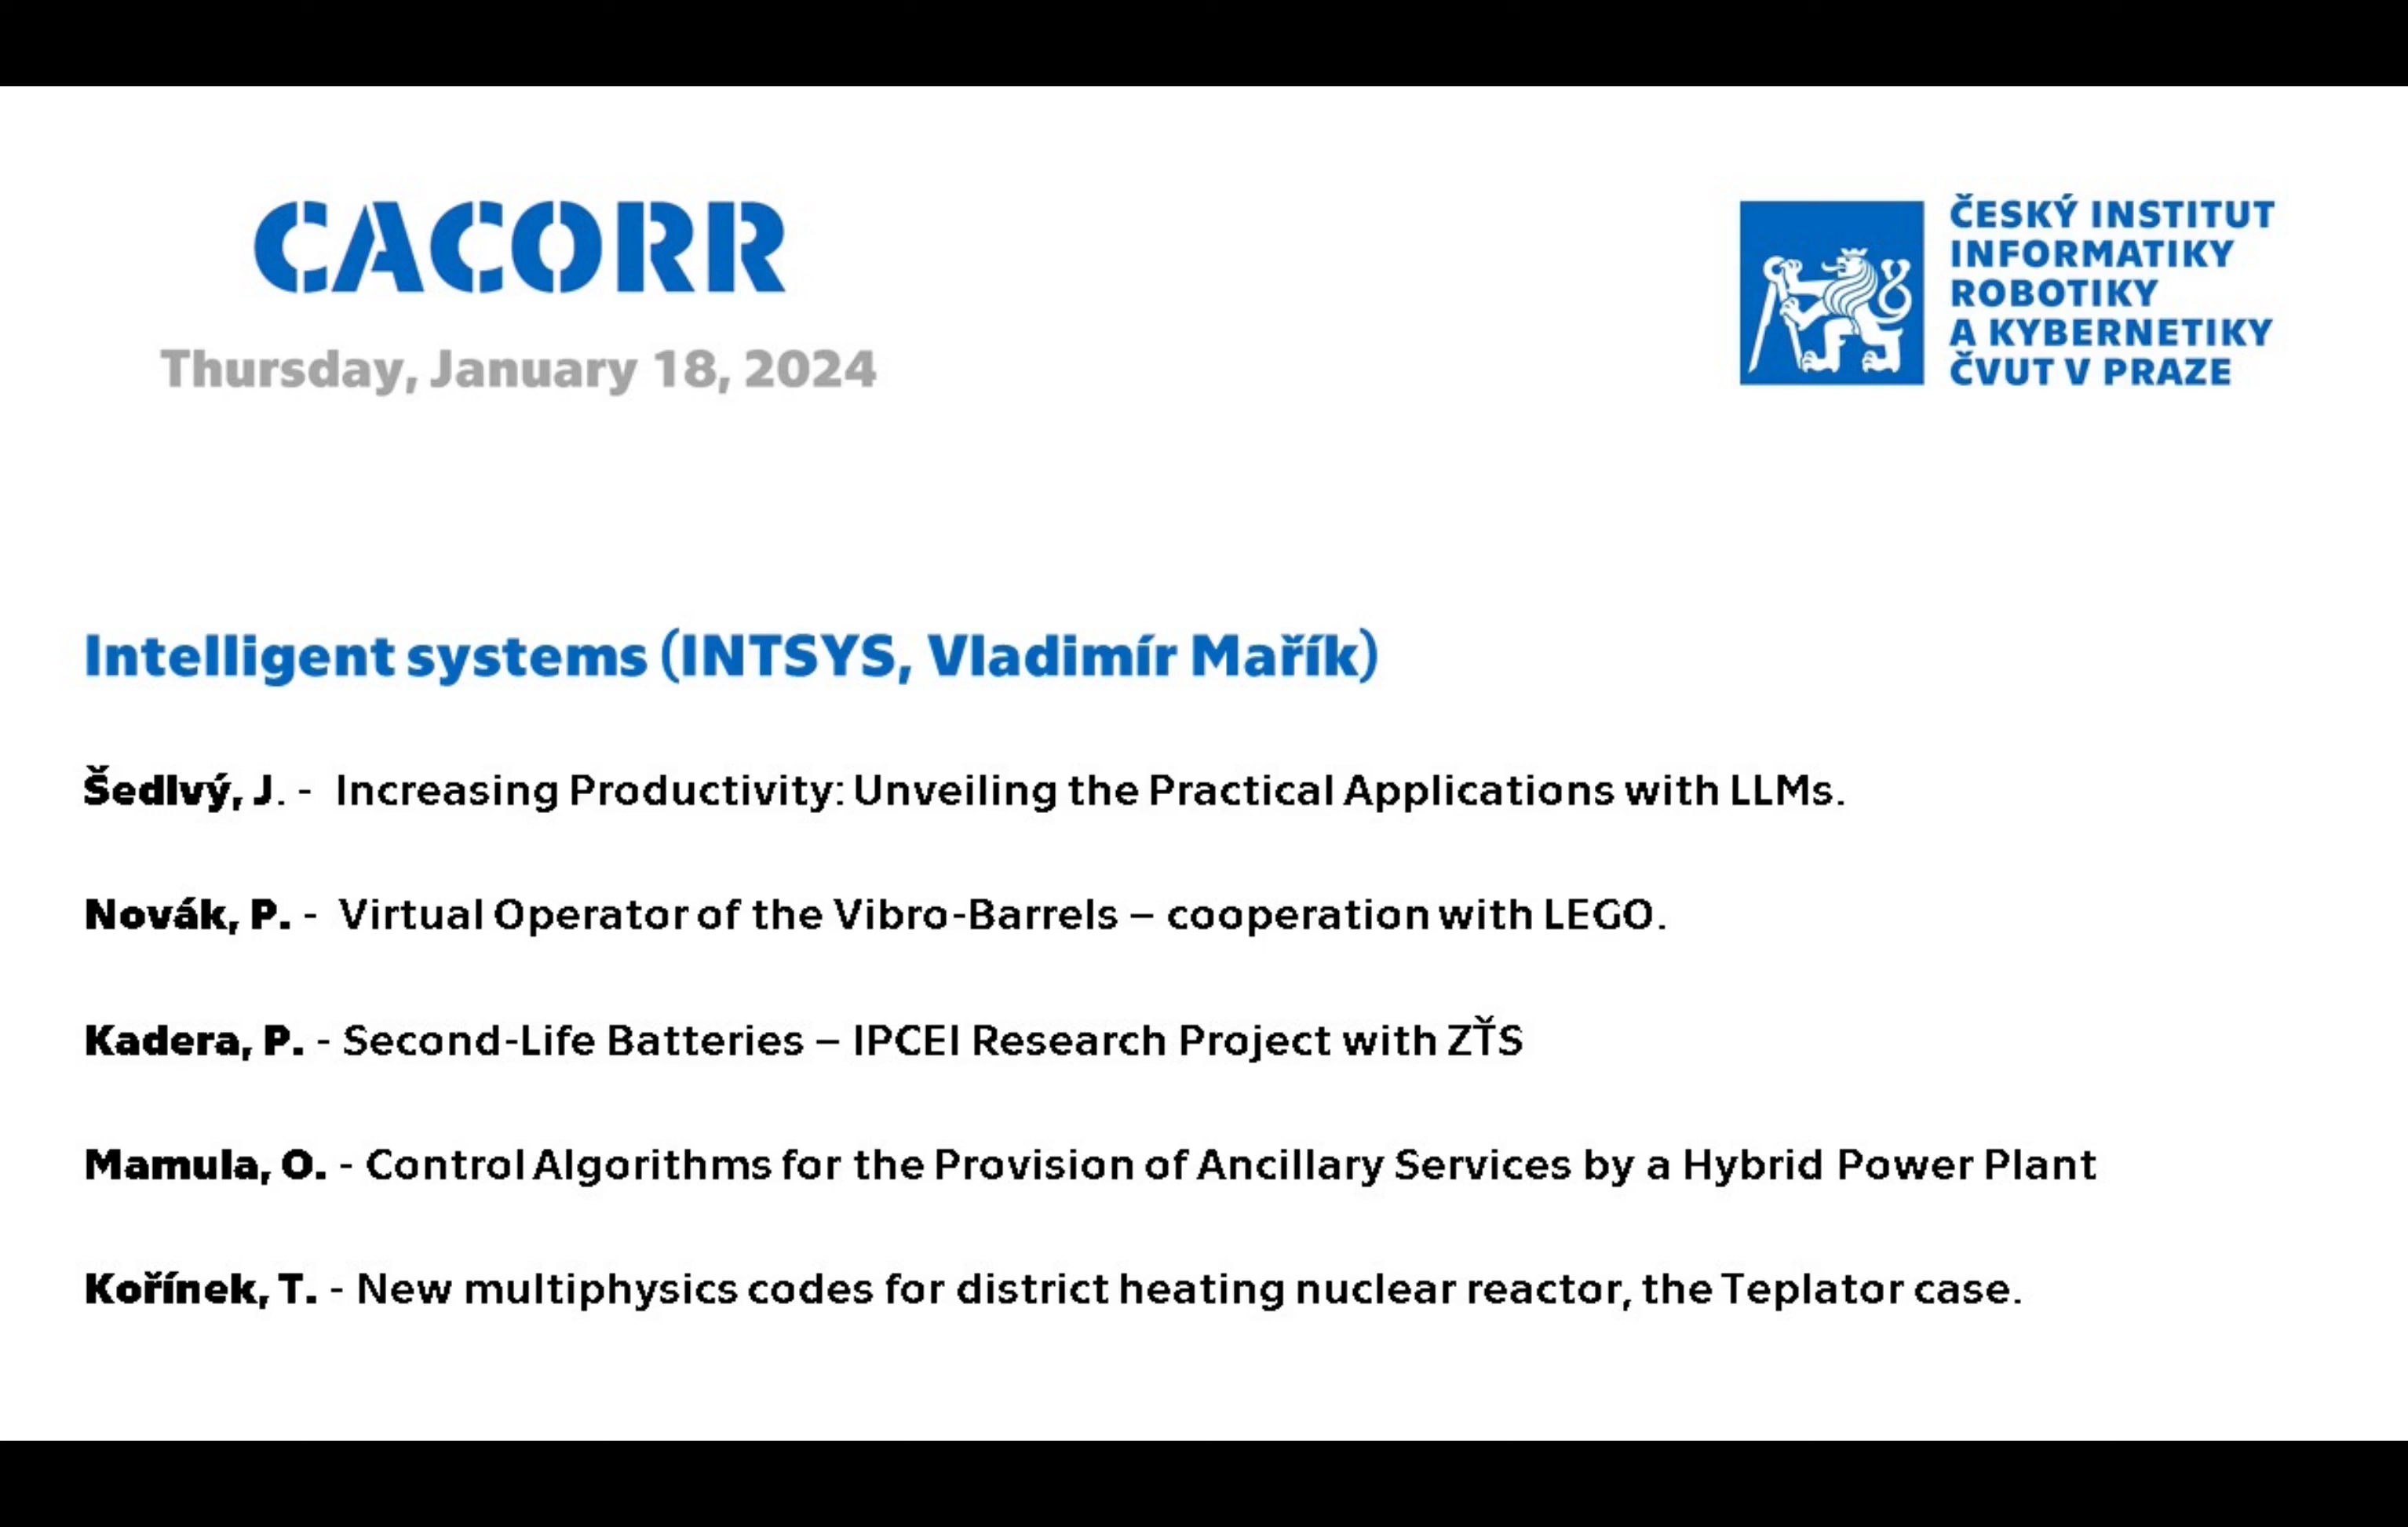 CACORR
Thursday, January 18, 2024
ČESKÝ INSTITUT
INFORMATIKY
ROBOTIKY
A KYBERNETIKY
ČVUT V PRAZE
Intelligent systems (INTSYS, Vladimír Mařík)
Šedlvý, J. - Increasing Productivity: Unveiling the Practical Applications with LLMs.
Novák, P. - Virtual Operator of the Vibro-Barrels – cooperation with LEGO.
Kadera, P. - Second-Life Batteries – IPCEI Research Project with ZŤS
Mamula, O. - Control Algorithms for the Provision of Ancillary Services by a Hybrid Power Plant
Kořínek, T. - New multiphysics codes for district heating nuclear reactor, the Teplator case.